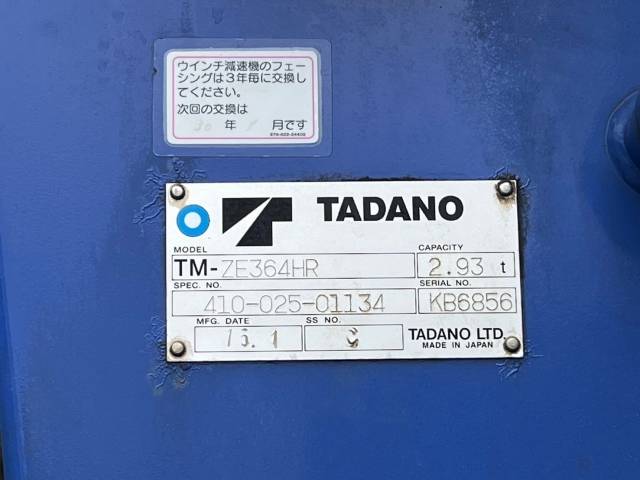 ウインチ減速機のフェー
シングは3年毎に交換し
てください。
次回の交換は
30 年 月です
TADANO
MODEL CAPACITY
TM-ZE364HR 2.93 t
SPEC. NO. SERIAL NO.
410-025-01134 KB6856
MFG. DATE SS NO.
15.1
TADANO LTD.
MADE IN JAPAN